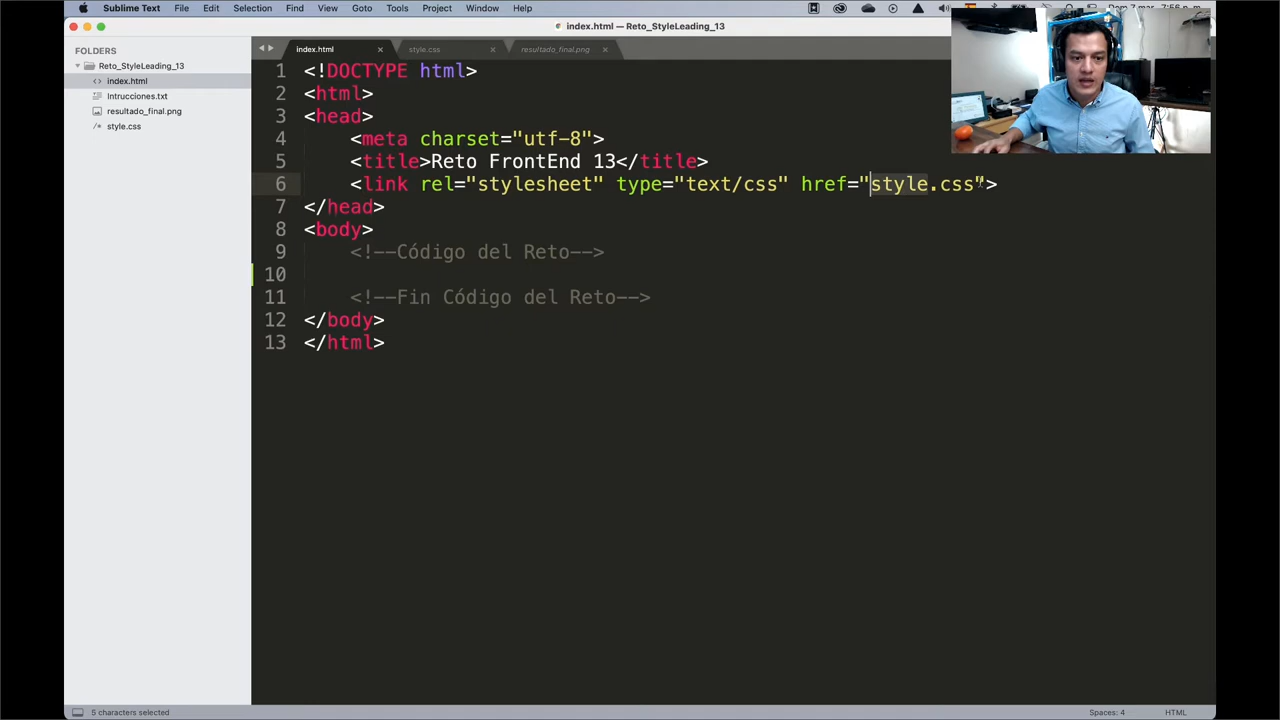 Sublime Text File Edit Selection Find View Goto Tools Project Window Help
index.html — Reto_StyleLeading_13
FOLDERS
Reto_StyleLeading_13
index.html
Intrucciones.txt
resultado_final.png
style.css
index.html style.css resultado_final.png
1 <!DOCTYPE html>
2 <html>
3 <head>
4 <meta charset="utf-8">
5 <title>Reto FrontEnd 13</title>
6 <link rel="stylesheet" type="text/css" href="style.css">
7 </head>
8 <body>
9 <!--Código del Reto-->
10
11 <!--Fin Código del Reto-->
12 </body>
13 </html>
5 characters selected
Spaces: 4 HTML